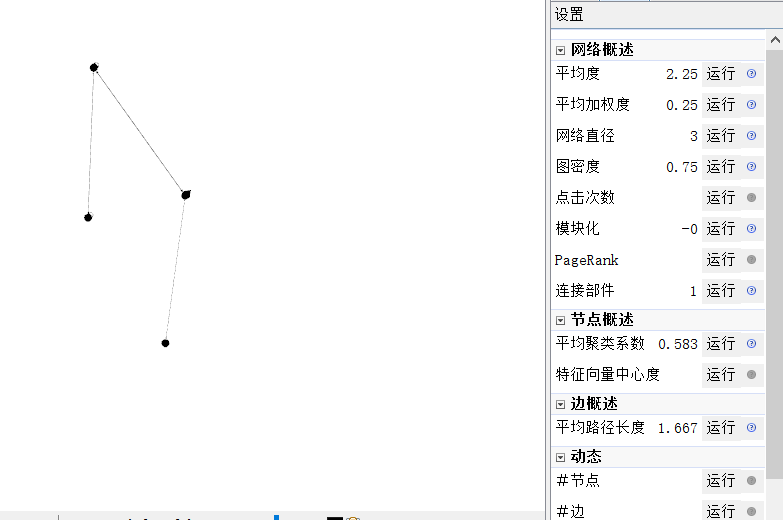 设置
网络概述
平均度 2.25 运行
平均加权度 0.25 运行
网络直径 3 运行
图密度 0.75 运行
点击次数 运行
模块化 -0 运行
PageRank 运行
连接部件 1 运行
节点概述
平均聚类系数 0.583 运行
特征向量中心度 运行
边概述
平均路径长度 1.667 运行
动态
#节点 运行
#边 运行